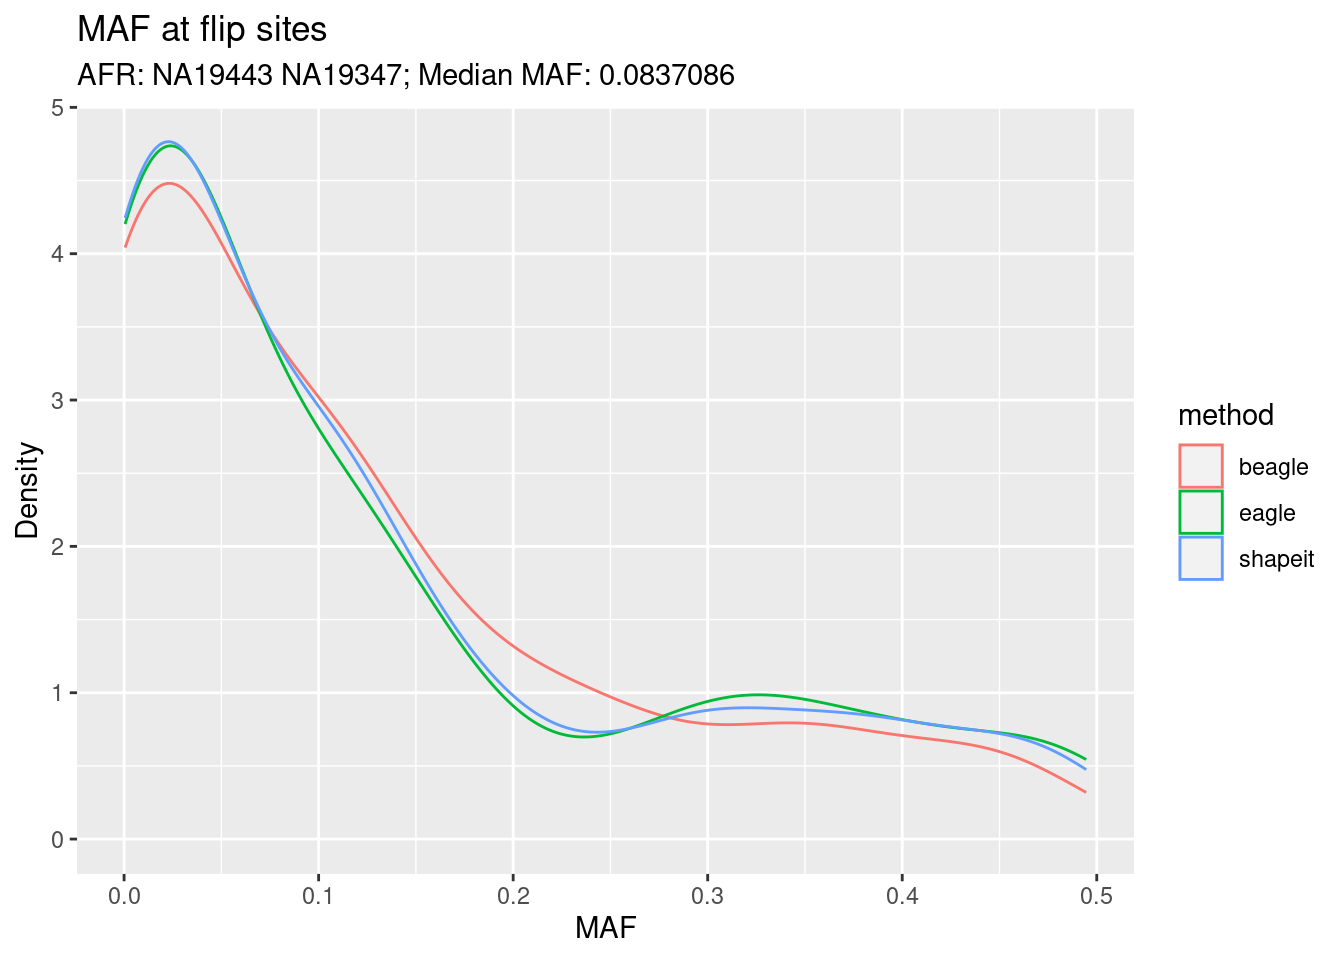 MAF at flip sites
AFR: NA19443 NA19347; Median MAF: 0.0837086
5
4
3
2
1
0
Density
0.0 0.1 0.2 0.3 0.4 0.5
MAF
method
beagle
eagle
shapeit